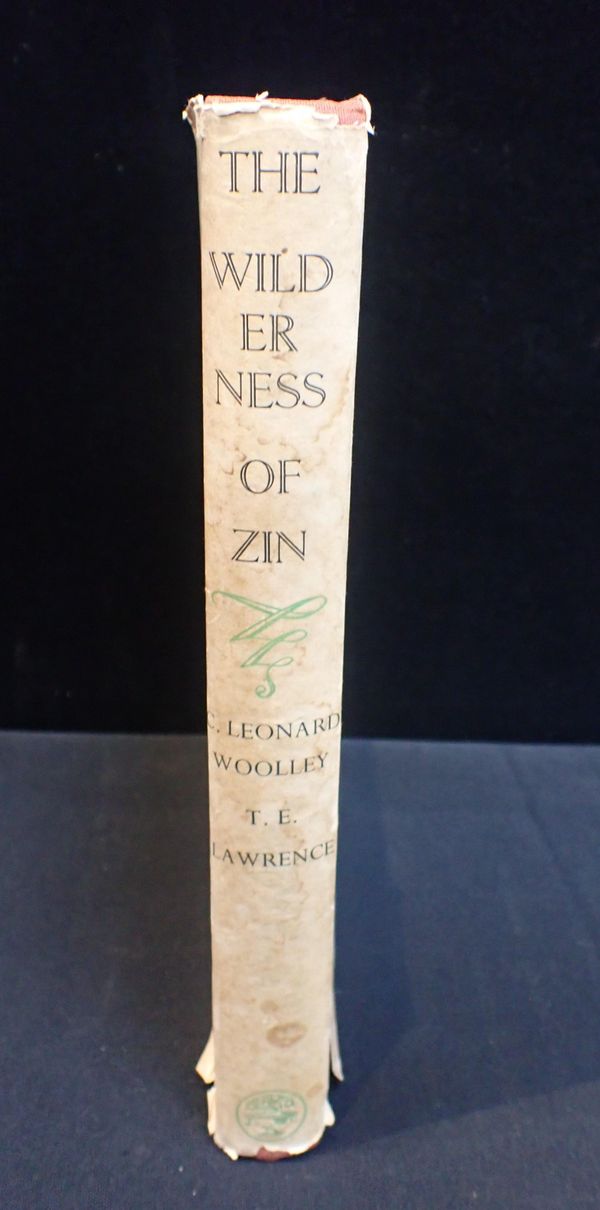 THE
WILD
ER
NESS
OF
ZIN
C. LEONARD
WOOLLEY
T. E.
LAWRENCE